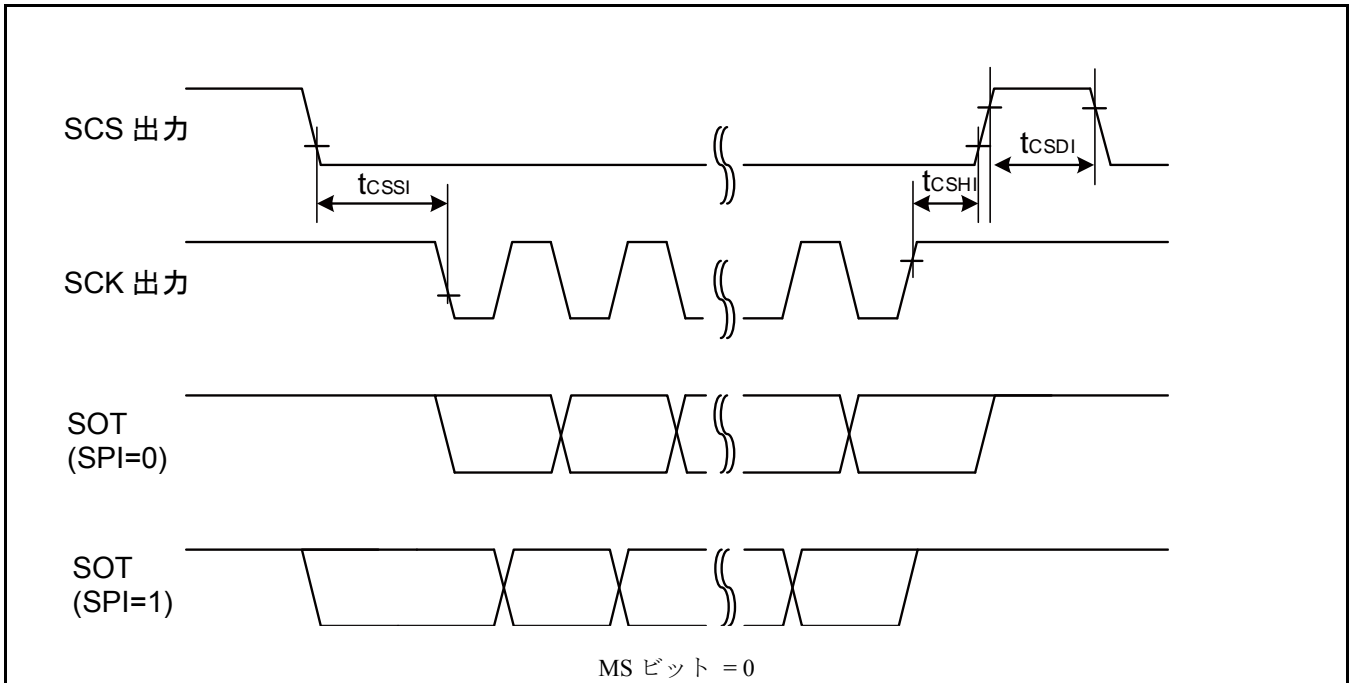 SCS 出力
tCSSI
tCSHI
tCSDI
SCK 出力
SOT
(SPI=0)
SOT
(SPI=1)
MS ビット = 0